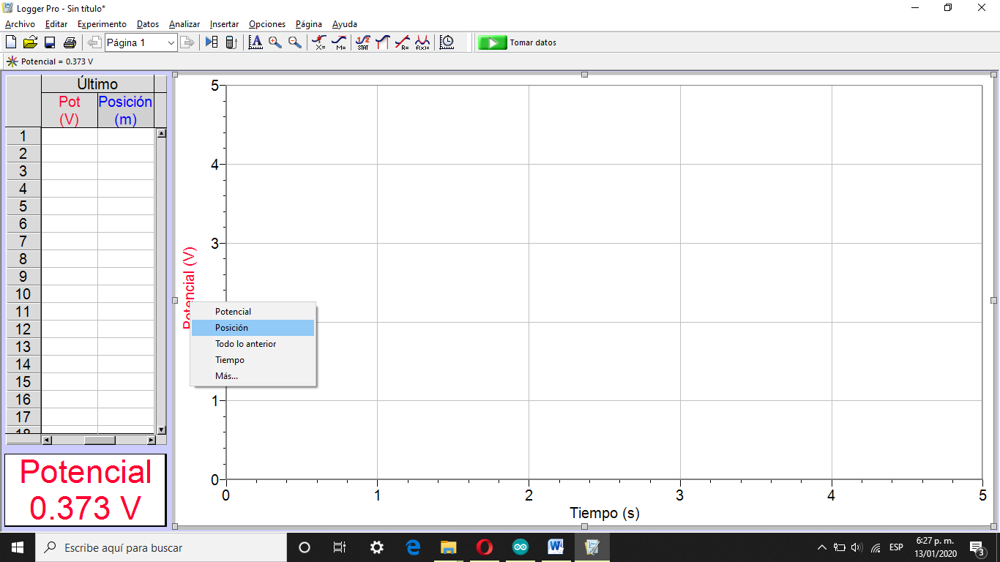 Logger Pro - Sin título*
Archivo Editar Experimento Datos Analizar Insertar Opciones Página Ayuda
Página 1
X= M= STAT R= f(x)=
Tomar datos
Potencial = 0.373 V
Último
Pot Posición
(V) (m)
1
2
3
4
5
6
7
8
9
10
11
12
13
14
15
16
17
18
Potencial
0.373 V
5
4
3
1
0
Potencial (V)
Potencial
Posición
Todo lo anterior
Tiempo
Más...
0 1 2 3 4 5
Tiempo (s)
Escribe aquí para buscar
ESP
6:27 p. m.
13/01/2020
3